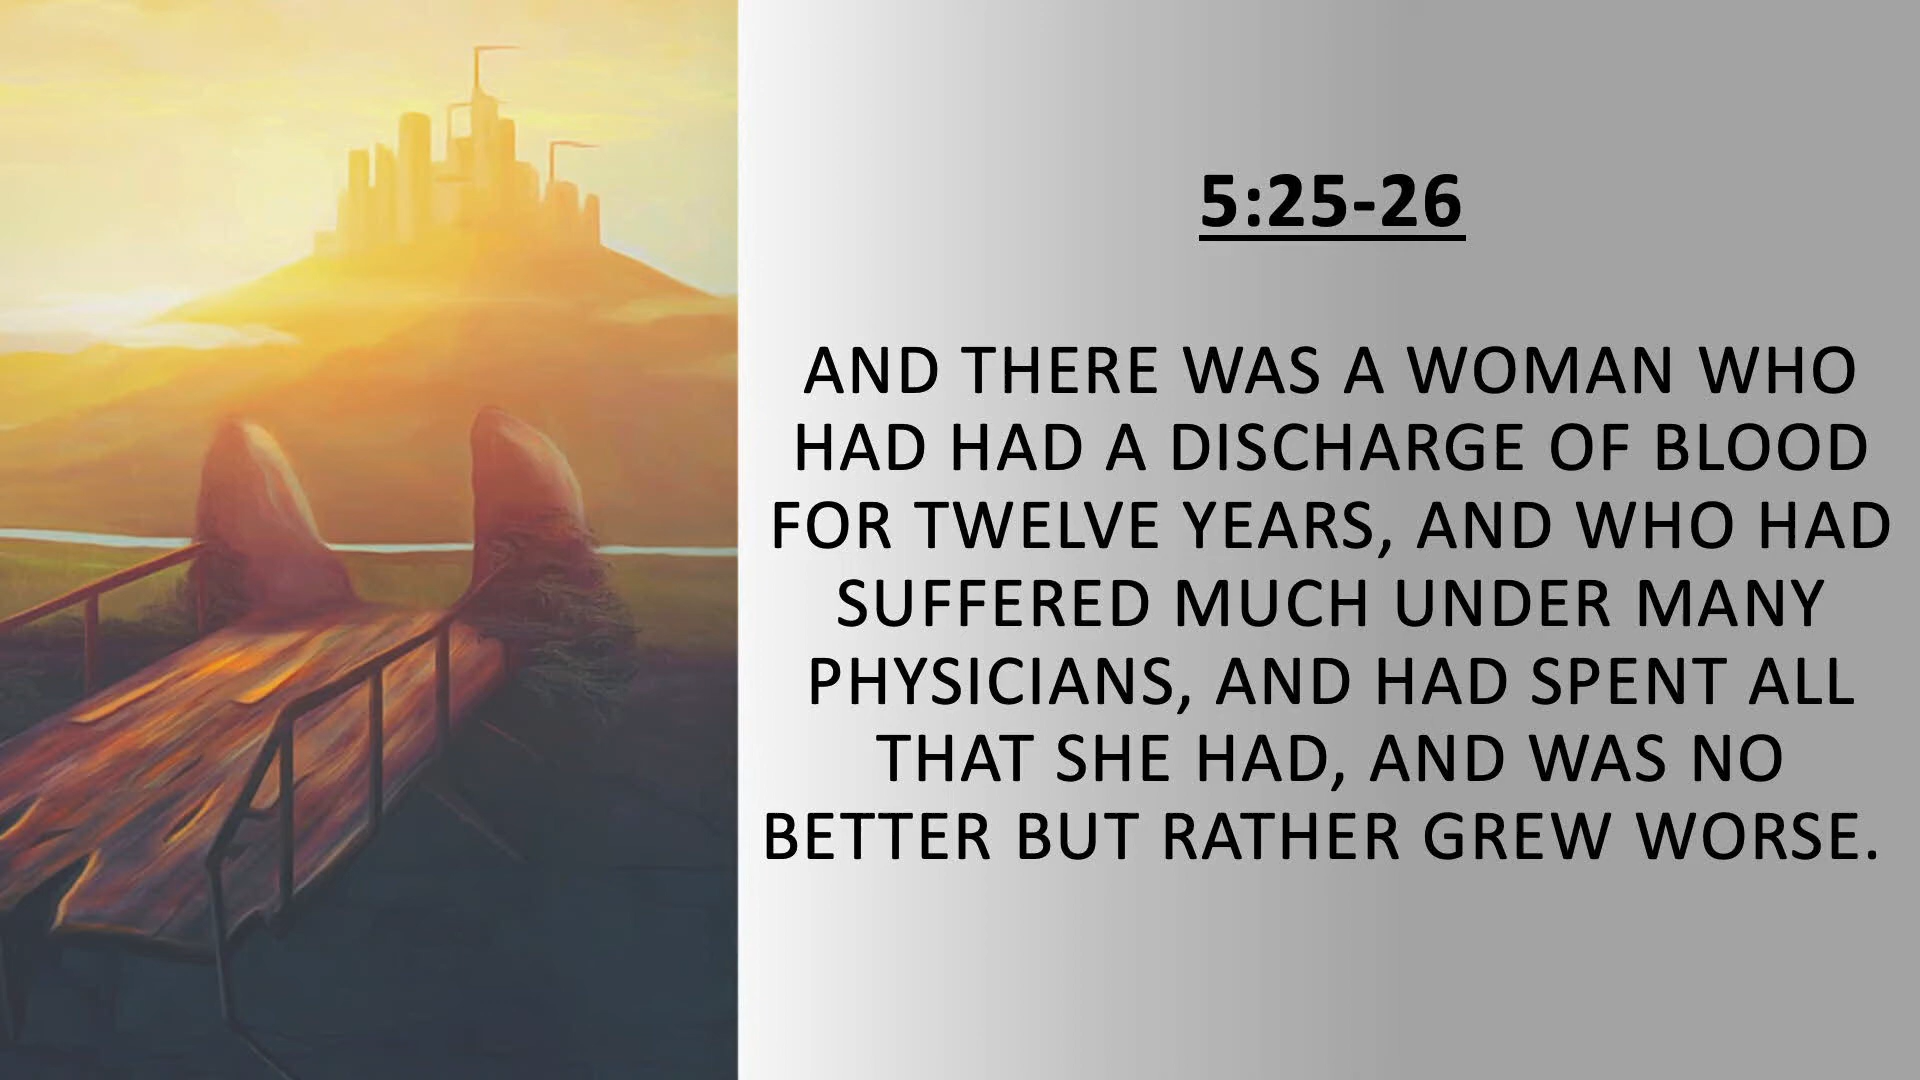 5:25-26
AND THERE WAS A WOMAN WHO
HAD HAD A DISCHARGE OF BLOOD
FOR TWELVE YEARS, AND WHO HAD
SUFFERED MUCH UNDER MANY
PHYSICIANS, AND HAD SPENT ALL
THAT SHE HAD, AND WAS NO
BETTER BUT RATHER GREW WORSE.